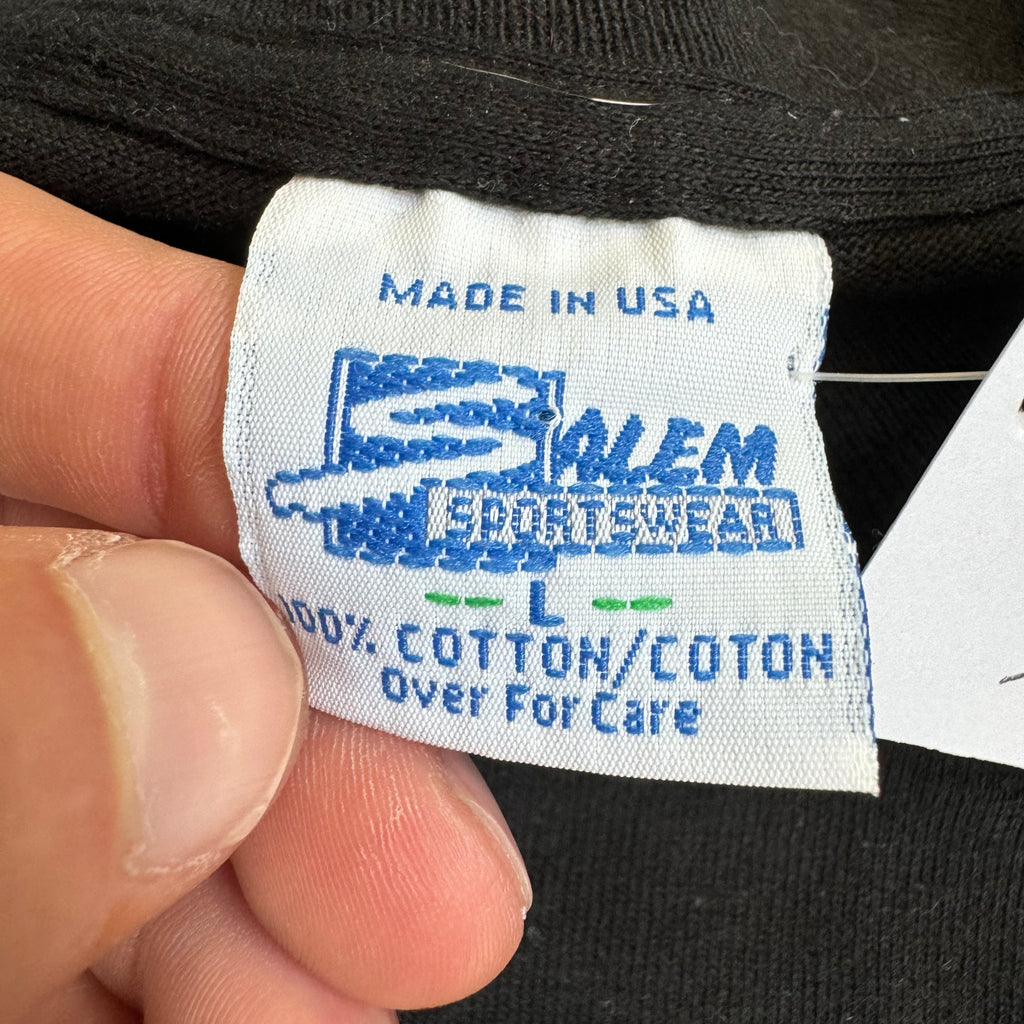 MADE IN USA
SALEM
SPORTSWEAR
L
100% COTTON/COTON
Over For Care